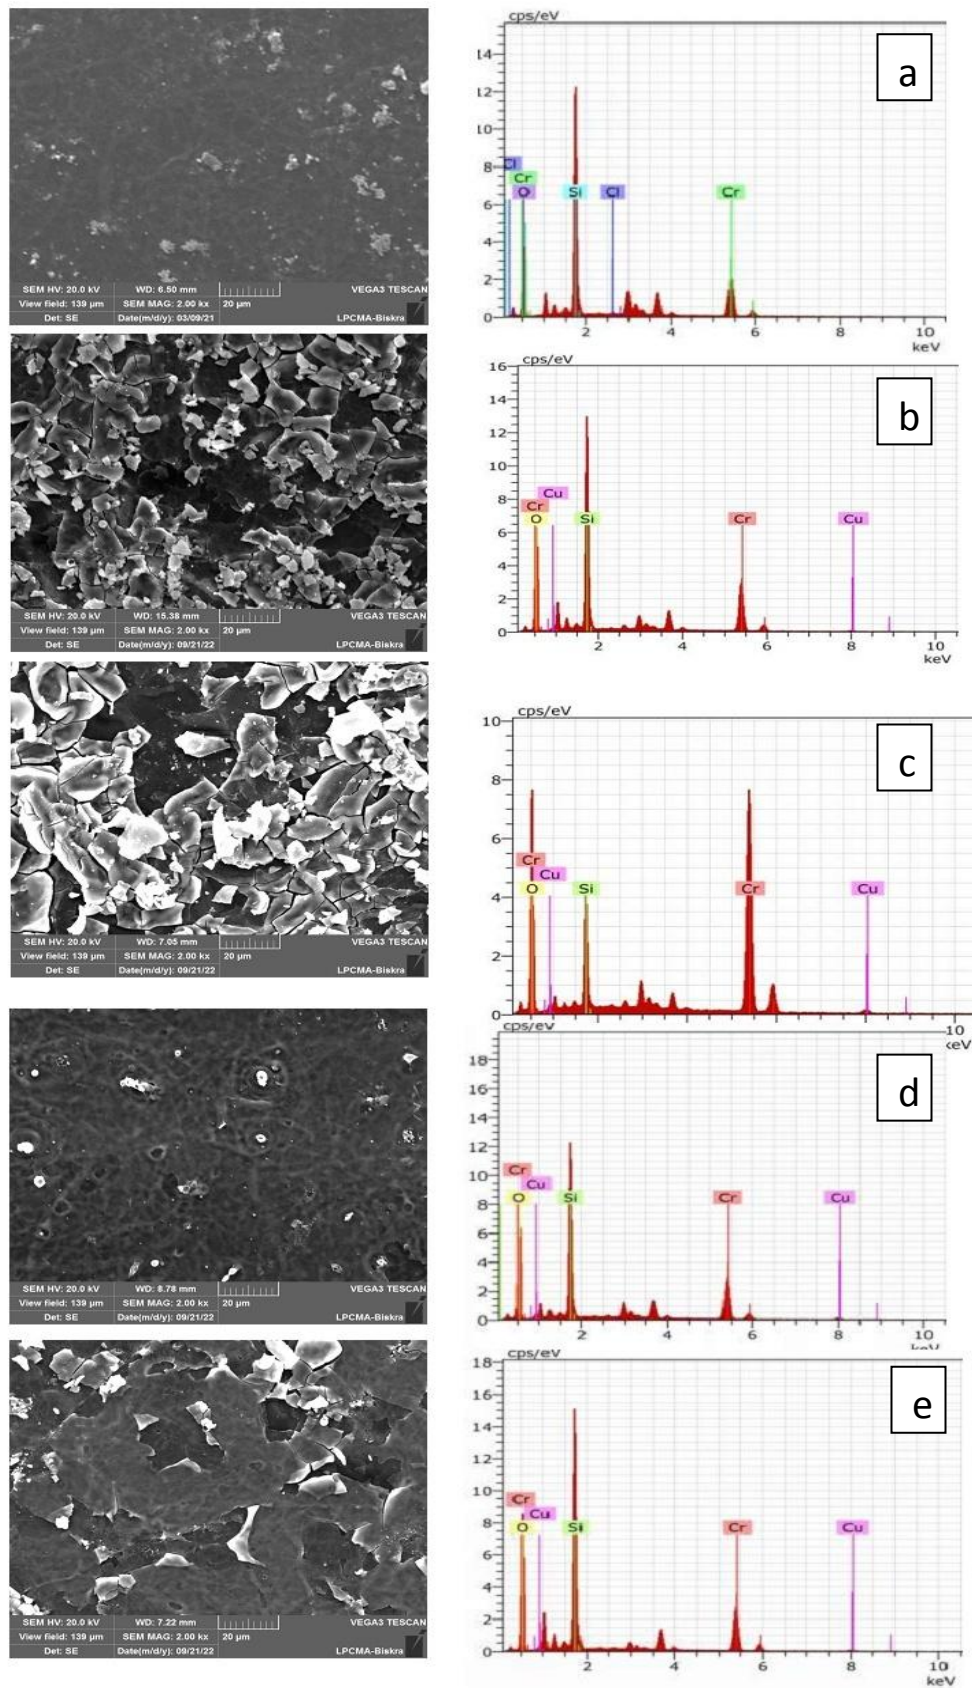 cps/eV
a
14
12
10
8
6
4
2
0
Cl
Cr
O
Si
Cl
Cr
2
4
6
8
10
keV
SEM HV: 20.0 kV WD: 6.50 mm VEGA3 TESCAN
View field: 139 µm SEM MAG: 2.00 kx 20 µm
Det: SE Date(m/d/y): 03/09/21 LPCMA-Biskra
cps/eV
b
16
14
12
10
8
6
4
2
0
Cr
O
Cu
Si
Cr
Cu
2
4
6
8
10
keV
SEM HV: 20.0 kV WD: 15.38 mm VEGA3 TESCAN
View field: 139 µm SEM MAG: 2.00 kx 20 µm
Det: SE Date(m/d/y): 09/21/22 LPCMA-Biskra
cps/eV
c
10
8
6
4
2
0
Cr
O
Cu
Si
Cr
Cu
10
keV
SEM HV: 20.0 kV WD: 7.05 mm VEGA3 TESCAN
View field: 139 µm SEM MAG: 2.00 kx 20 µm
Det: SE Date(m/d/y): 09/21/22 LPCMA-Biskra
cps/eV
d
18
16
14
12
10
8
6
4
2
0
Cr
O
Cu
Si
Cr
Cu
2
4
6
8
10
SEM HV: 20.0 kV WD: 8.78 mm VEGA3 TESCAN
View field: 139 µm SEM MAG: 2.00 kx 20 µm
Det: SE Date(m/d/y): 09/21/22 LPCMA-Biskra
cps/eV
e
18
16
14
12
10
8
6
4
2
0
Cr
O
Cu
Si
Cr
Cu
2
4
6
8
10
keV
SEM HV: 20.0 kV WD: 7.22 mm VEGA3 TESCAN
View field: 139 µm SEM MAG: 2.00 kx 20 µm
Det: SE Date(m/d/y): 09/21/22 LPCMA-Biskra